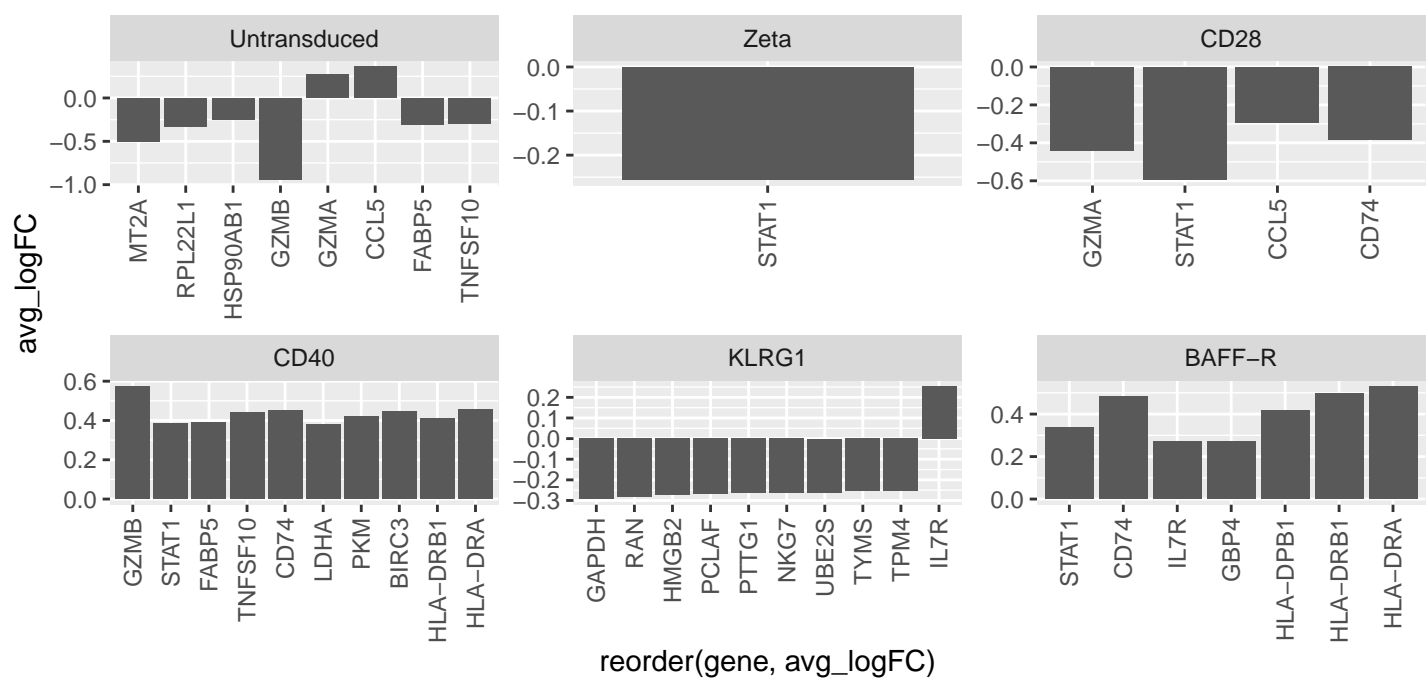 Untransduced
Zeta
CD28
0.0
−0.5
−1.0
MT2A
RPL22L1
HSP90AB1
GZMB
GZMA
CCL5
FABP5
TNFSF10
0.0
−0.1
−0.2
STAT1
0.0
−0.2
−0.4
−0.6
GZMA
STAT1
CCL5
CD74
avg_logFC
CD40
KLRG1
BAFF−R
0.6
0.4
0.2
0.0
GZMB
STAT1
FABP5
TNFSF10
CD74
LDHA
PKM
BIRC3
HLA−DRB1
HLA−DRA
0.2
0.1
0.0
−0.1
−0.2
−0.3
GAPDH
RAN
HMGB2
PCLAF
PTTG1
NKG7
UBE2S
TYMS
TPM4
IL7R
0.4
0.2
0.0
STAT1
CD74
IL7R
GBP4
HLA−DPB1
HLA−DRB1
HLA−DRA
reorder(gene, avg_logFC)